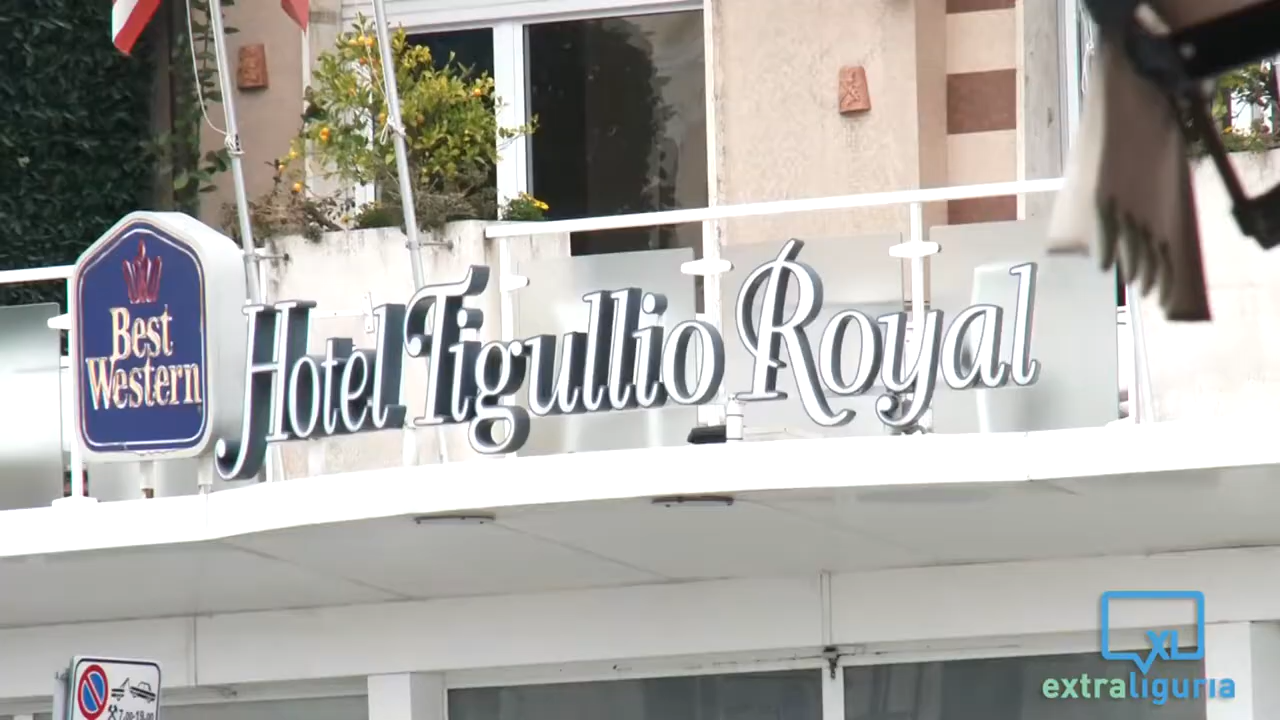 Best
Western
Hotel Tigullio Royal
XL
extraliguria